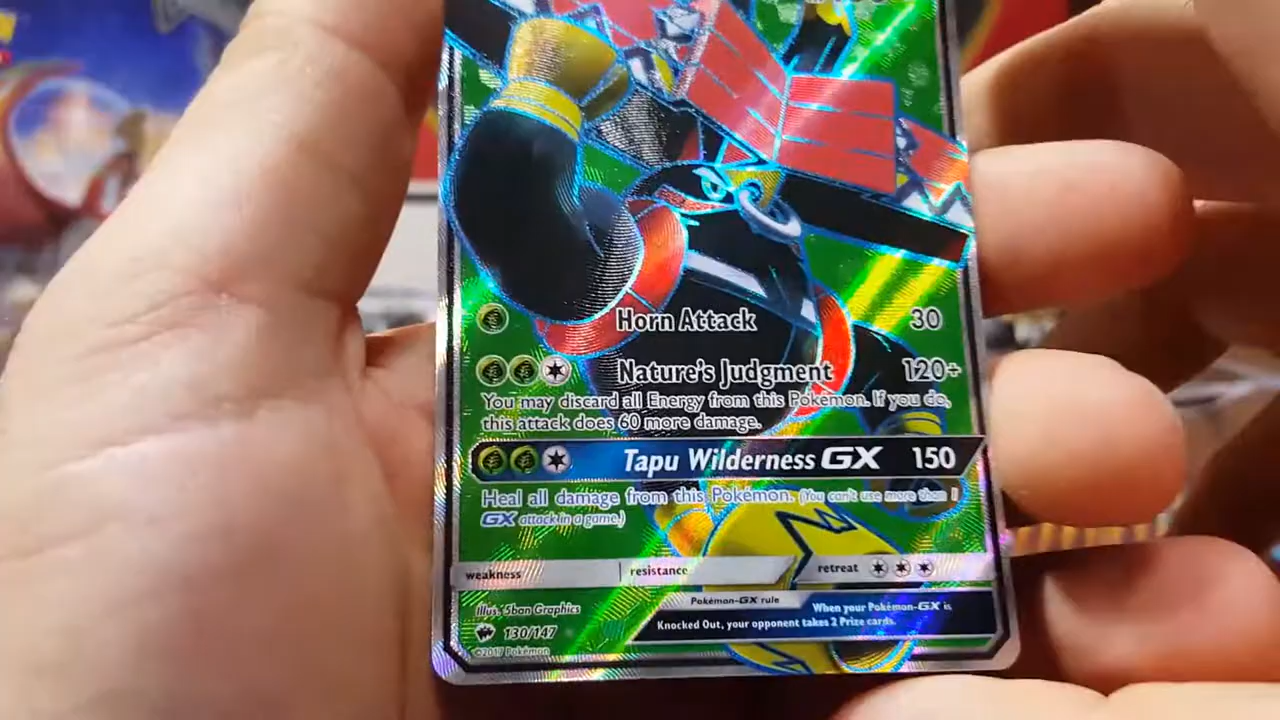 Horn Attack 30
Nature's Judgment 120+
You may discard all Energy from this Pokémon. If you do,
this attack does 60 more damage.
Tapu Wilderness GX 150
Heal all damage from this Pokémon. (You can't use more than 1
GX attack in a game.)
weakness resistance retreat
Pokémon-GX rule When your Pokémon-GX is
Knocked Out, your opponent takes 2 Prize cards.
Illus. 5ban Graphics
130/147
©2017 Pokémon